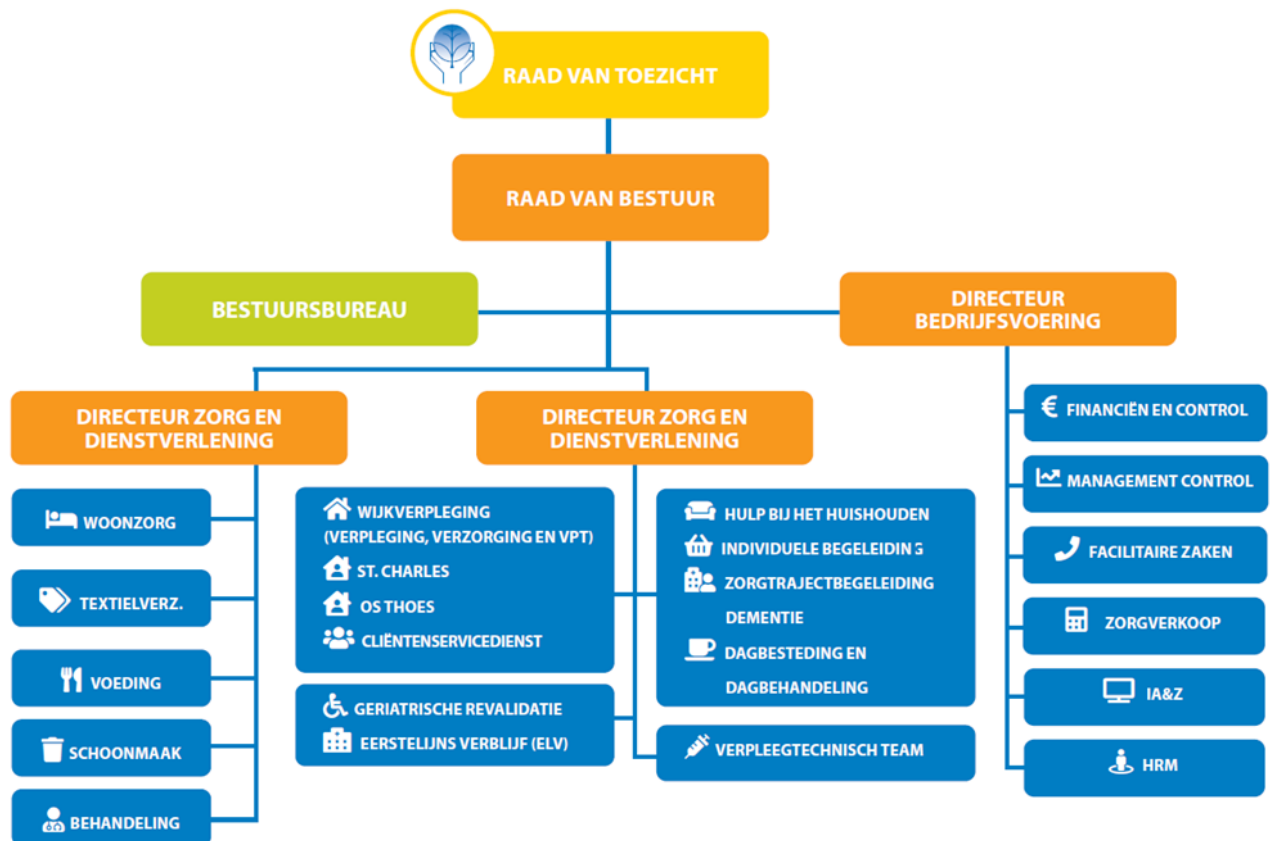 RAAD VAN TOEZICHT
RAAD VAN BESTUUR
BESTUURSBUREAU
DIRECTEUR
BEDRIJFSVOERING
DIRECTEUR ZORG EN
DIENSTVERLENING
WOONZORG
TEXTIELVERZ.
VOEDING
SCHOONMAAK
BEHANDELING
DIRECTEUR ZORG EN
DIENSTVERLENING
WIJKVERPLEGING
(VERPLEGING, VERZORGING EN VPT)
ST. CHARLES
OS THOES
CLIËNTENSERVICEDIENST
GERIATRISCHE REVALIDATIE
EERSTELIJNS VERBLIJF (ELV)
HULP BIJ HET HUISHOUDEN
INDIVIDUELE BEGELEIDING
ZORGTRAJECTBEGELEIDING
DEMENTIE
DAGBESTEDING EN
DAGBEHANDELING
VERPLEEGTECHNISCH TEAM
€ FINANCIËN EN CONTROL
MANAGEMENT CONTROL
FACILITAIRE ZAKEN
ZORGVERKOOP
IA&Z
HRM